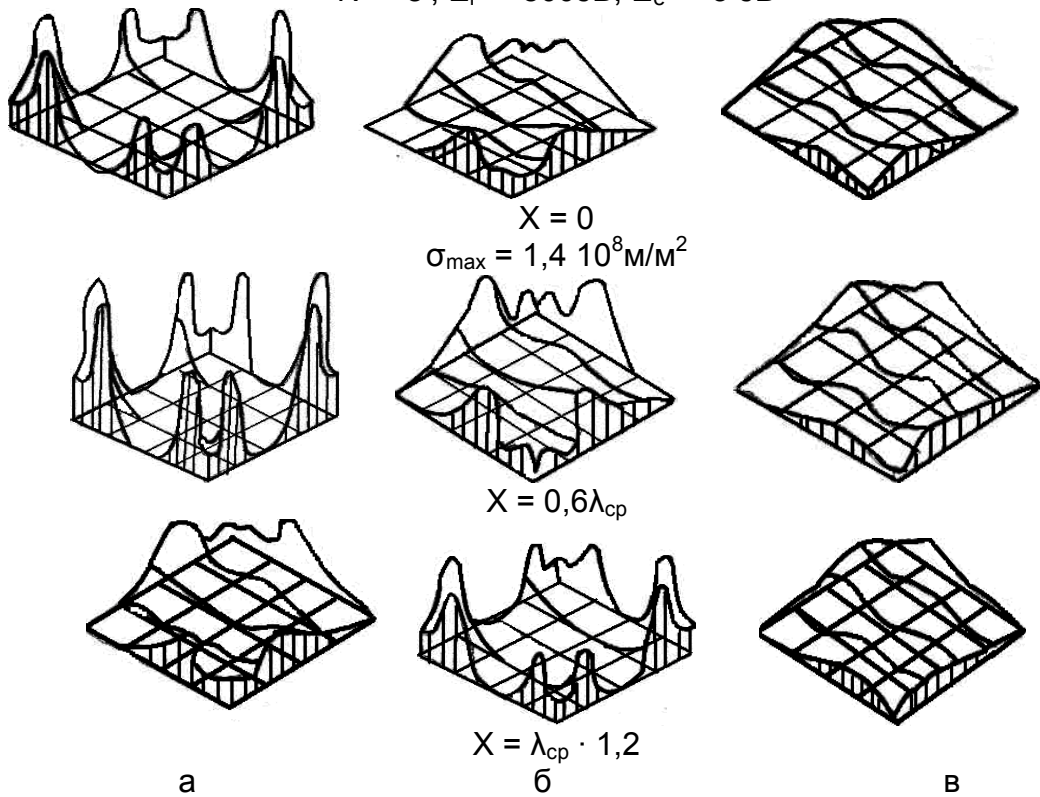 X = 0
σmax = 1,4 10⁸м/м²
X = 0,6λср
X = λср · 1,2
а б в